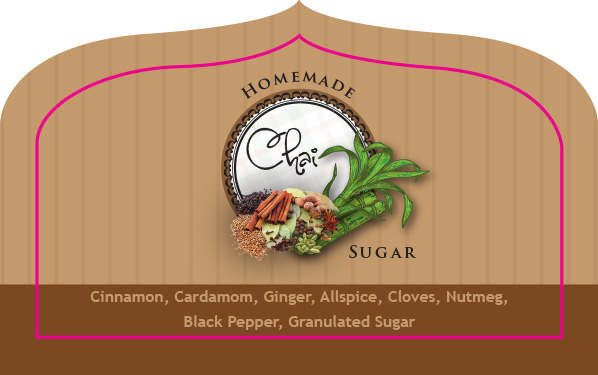 Homemade
Chai
Sugar
Cinnamon, Cardamom, Ginger, Allspice, Cloves, Nutmeg,
Black Pepper, Granulated Sugar